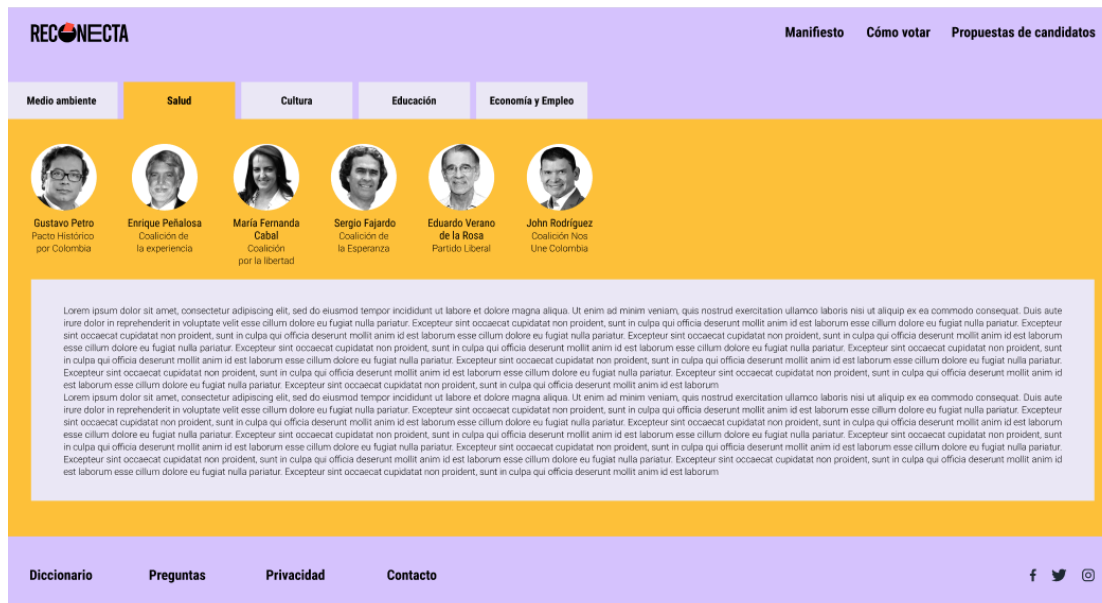 RECONECTA
Manifiesto Cómo votar Propuestas de candidatos
Medio ambiente Salud Cultura Educación Economía y Empleo
Gustavo Petro
Pacto Histórico
por Colombia
Enrique Peñalosa
Coalición de
la experiencia
María Fernanda
Cabal
Coalición
por la libertad
Sergio Fajardo
Coalición de
la Esperanza
Eduardo Verano
de la Rosa
Partido Liberal
John Rodríguez
Coalición Nos
Une Colombia
Lorem ipsum dolor sit amet, consectetur adipiscing elit, sed do eiusmod tempor incididunt ut labore et dolore magna aliqua. Ut enim ad minim veniam, quis nostrud exercitation ullamco laboris nisi ut aliquip ex ea commodo consequat. Duis aute
irure dolor in reprehenderit in voluptate velit esse cillum dolore eu fugiat nulla pariatur. Excepteur sint occaecat cupidatat non proident, sunt in culpa qui officia deserunt mollit anim id est laborum esse cillum dolore eu fugiat nulla pariatur. Excepteur
sint occaecat cupidatat non proident, sunt in culpa qui officia deserunt mollit anim id est laborum esse cillum dolore eu fugiat nulla pariatur. Excepteur sint occaecat cupidatat non proident, sunt in culpa qui officia deserunt mollit anim id est laborum
esse cillum dolore eu fugiat nulla pariatur. Excepteur sint occaecat cupidatat non proident, sunt in culpa qui officia deserunt mollit anim id est laborum esse cillum dolore eu fugiat nulla pariatur. Excepteur sint occaecat cupidatat non proident, sunt
in culpa qui officia deserunt mollit anim id est laborum esse cillum dolore eu fugiat nulla pariatur. Excepteur sint occaecat cupidatat non proident, sunt in culpa qui officia deserunt mollit anim id est laborum esse cillum dolore eu fugiat nulla pariatur.
Excepteur sint occaecat cupidatat non proident, sunt in culpa qui officia deserunt mollit anim id est laborum esse cillum dolore eu fugiat nulla pariatur. Excepteur sint occaecat cupidatat non proident, sunt in culpa qui officia deserunt mollit anim id
est laborum esse cillum dolore eu fugiat nulla pariatur. Excepteur sint occaecat cupidatat non proident, sunt in culpa qui officia deserunt mollit anim id est laborum
Lorem ipsum dolor sit amet, consectetur adipiscing elit, sed do eiusmod tempor incididunt ut labore et dolore magna aliqua. Ut enim ad minim veniam, quis nostrud exercitation ullamco laboris nisi ut aliquip ex ea commodo consequat. Duis aute
irure dolor in reprehenderit in voluptate velit esse cillum dolore eu fugiat nulla pariatur. Excepteur sint occaecat cupidatat non proident, sunt in culpa qui officia deserunt mollit anim id est laborum esse cillum dolore eu fugiat nulla pariatur. Excepteur
sint occaecat cupidatat non proident, sunt in culpa qui officia deserunt mollit anim id est laborum esse cillum dolore eu fugiat nulla pariatur. Excepteur sint occaecat cupidatat non proident, sunt in culpa qui officia deserunt mollit anim id est laborum
esse cillum dolore eu fugiat nulla pariatur. Excepteur sint occaecat cupidatat non proident, sunt in culpa qui officia deserunt mollit anim id est laborum esse cillum dolore eu fugiat nulla pariatur. Excepteur sint occaecat cupidatat non proident, sunt
in culpa qui officia deserunt mollit anim id est laborum esse cillum dolore eu fugiat nulla pariatur. Excepteur sint occaecat cupidatat non proident, sunt in culpa qui officia deserunt mollit anim id est laborum esse cillum dolore eu fugiat nulla pariatur.
Excepteur sint occaecat cupidatat non proident, sunt in culpa qui officia deserunt mollit anim id est laborum esse cillum dolore eu fugiat nulla pariatur. Excepteur sint occaecat cupidatat non proident, sunt in culpa qui officia deserunt mollit anim id
est laborum esse cillum dolore eu fugiat nulla pariatur. Excepteur sint occaecat cupidatat non proident, sunt in culpa qui officia deserunt mollit anim id est laborum
Diccionario Preguntas Privacidad Contacto